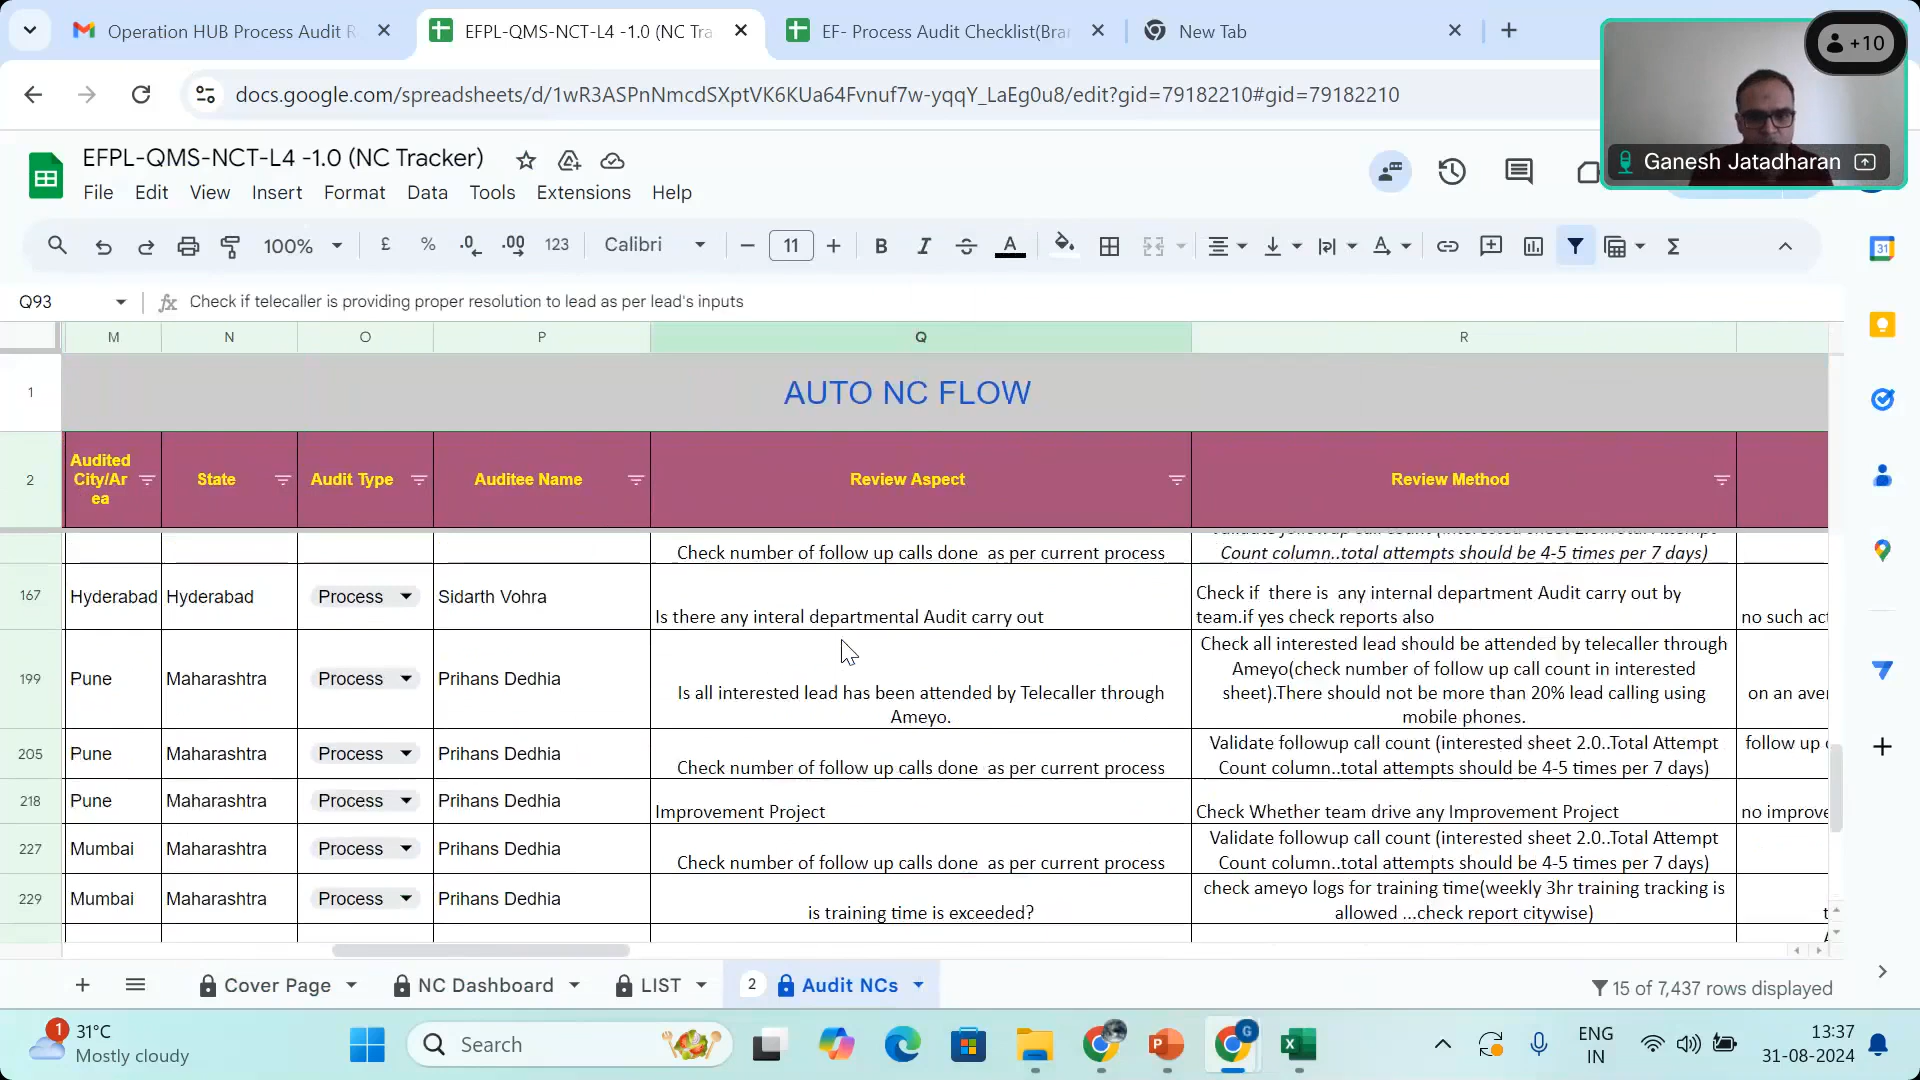 Operation HUB Process Audit R
EFPL-QMS-NCT-L4 -1.0 (NC Tra
EF- Process Audit Checklist(Bra
New Tab
+10
docs.google.com/spreadsheets/d/1wR3ASPnNmcdSXptVK6KUa64Fvnuf7w-yqqY_LaEg0u8/edit?gid=79182210#gid=79182210
Ganesh Jatadharan
EFPL-QMS-NCT-L4 -1.0 (NC Tracker)
File Edit View Insert Format Data Tools Extensions Help
100% £ % .0 .00 123 Calibri 11 B I A
Q93
Check if telecaller is providing proper resolution to lead as per lead's inputs
M N O P Q R
1 AUTO NC FLOW
2
Audited
City/Ar
ea
State
Audit Type
Auditee Name
Review Aspect
Review Method
Check number of follow up calls done as per current process
Count column..total attempts should be 4-5 times per 7 days)
167 Hyderabad Hyderabad Process Sidarth Vohra
Is there any interal departmental Audit carry out
Check if there is any internal department Audit carry out by
team.if yes check reports also
no such act
199 Pune Maharashtra Process Prihans Dedhia
Is all interested lead has been attended by Telecaller through
Ameyo.
Check all interested lead should be attended by telecaller through
Ameyo(check number of follow up call count in interested
sheet).There should not be more than 20% lead calling using
mobile phones.
on an aver
205 Pune Maharashtra Process Prihans Dedhia
Check number of follow up calls done as per current process
Validate followup call count (interested sheet 2.0..Total Attempt
Count column..total attempts should be 4-5 times per 7 days)
follow up c
218 Pune Maharashtra Process Prihans Dedhia
Improvement Project
Check Whether team drive any Improvement Project
no improve
227 Mumbai Maharashtra Process Prihans Dedhia
Check number of follow up calls done as per current process
Validate followup call count (interested sheet 2.0..Total Attempt
Count column..total attempts should be 4-5 times per 7 days)
229 Mumbai Maharashtra Process Prihans Dedhia
is training time is exceeded?
check ameyo logs for training time(weekly 3hr training tracking is
allowed ...check report citywise)
Cover Page
NC Dashboard
LIST
2
Audit NCs
15 of 7,437 rows displayed
1
31°C
Mostly cloudy
Search
ENG
IN
13:37
31-08-2024